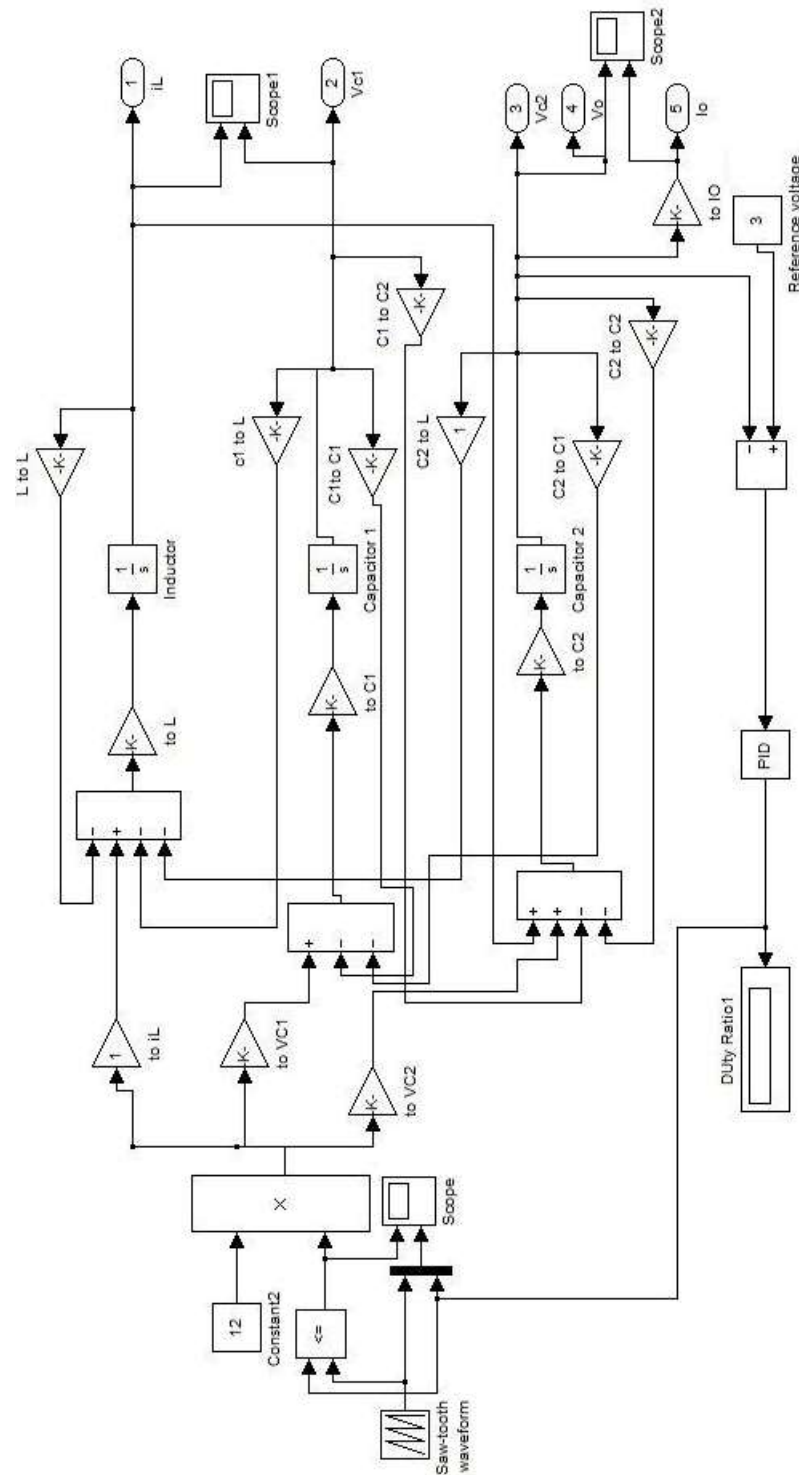 L to L
-K-
1
to iL
-
+
-
-
K-
to L
1
s
Inductor
1
iL
Scope1
12
Constant2
X
K-
to VC1
+
-
-
K-
to C1
1
s
Capacitor 1
c1 to L
-K-
C1to C1
-K-
2
Vc1
C1 to C2
-K-
<=
Saw-tooth
waveform
Scope
K-
to VC2
C2 to L
1
+
+
-
-
K-
to C2
1
s
Capacitor 2
C2 to C1
-K-
C2 to C2
-K-
3
Vc2
4
Vo
Scope2
5
Io
-K-
to IO
DUty Ratio1
PID
-
+
3
Reference voltage